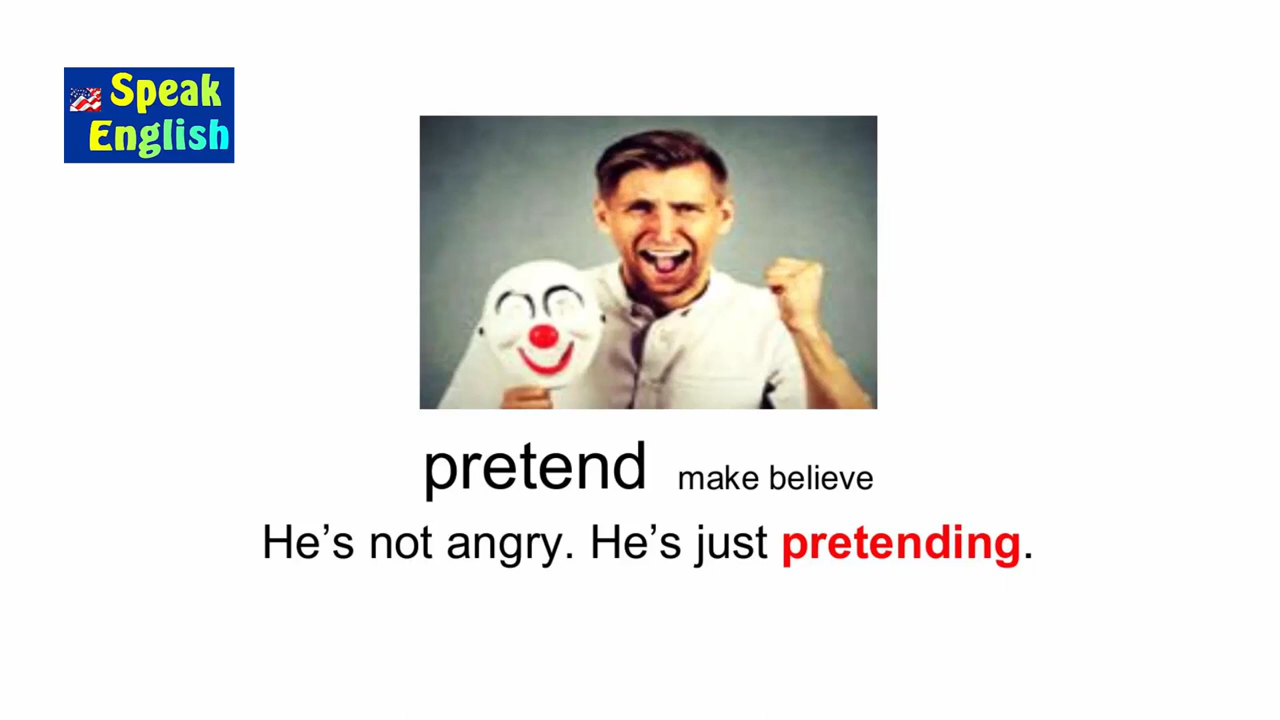 Speak
English
pretend make believe
He’s not angry. He’s just pretending.